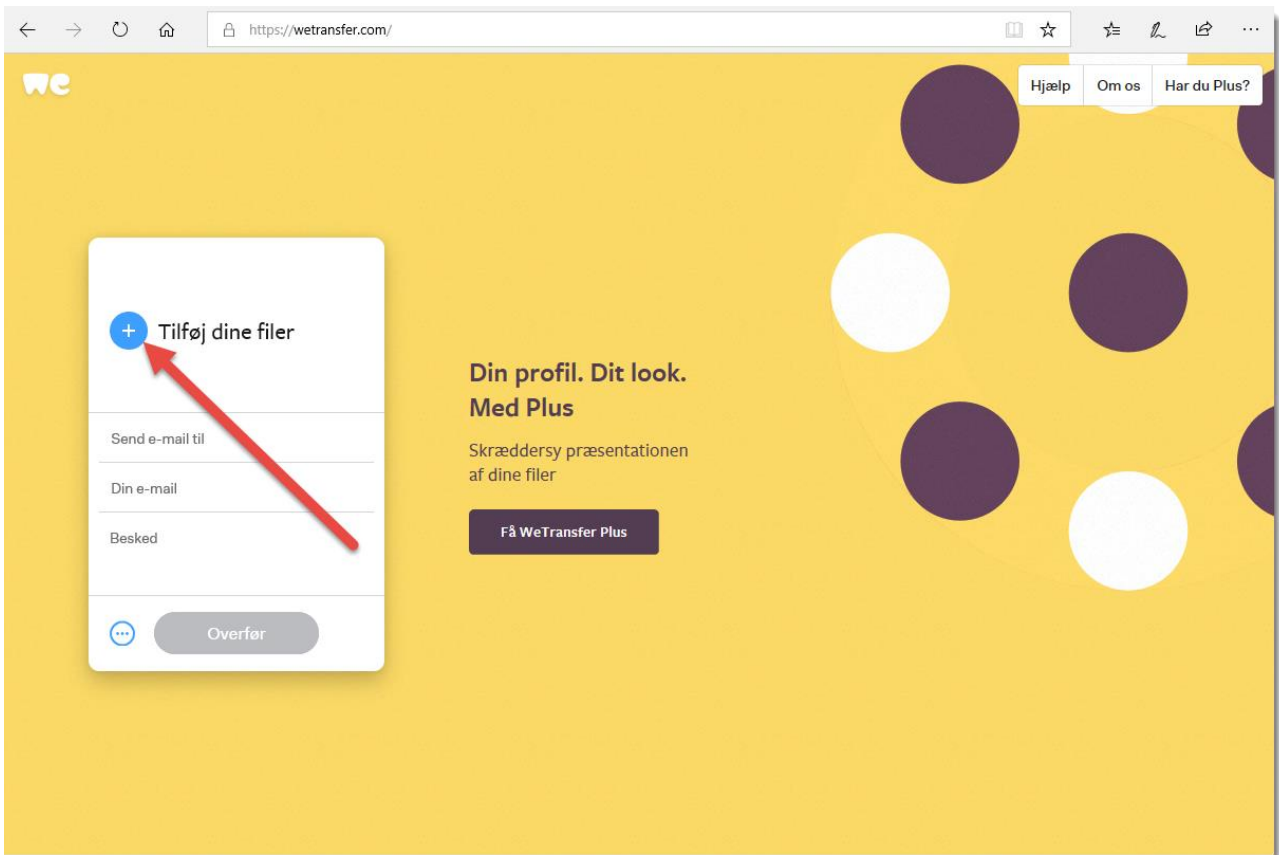 https://wetransfer.com/
we
Hjælp
Om os
Har du Plus?
Tilføj dine filer
Send e-mail til
Din e-mail
Besked
Overfør
Din profil. Dit look.
Med Plus
Skræddersy præsentationen
af dine filer
Få WeTransfer Plus